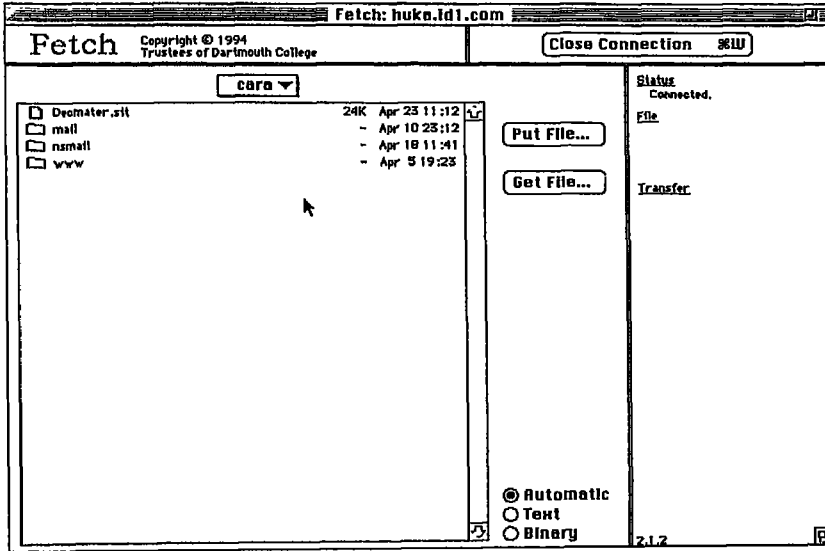 Fetch: huka.ld1.com
Fetch
Copyright © 1994
Trustees of Dartmouth College
Close Connection ⌘W
cara
Deomater.sit 24K Apr 23 11:12
mail - Apr 10 23:12
nsmail - Apr 18 11:41
www - Apr 5 19:23
Put File...
Get File...
Automatic
Text
Binary
Status
Connected.
File
Transfer
2.1.2